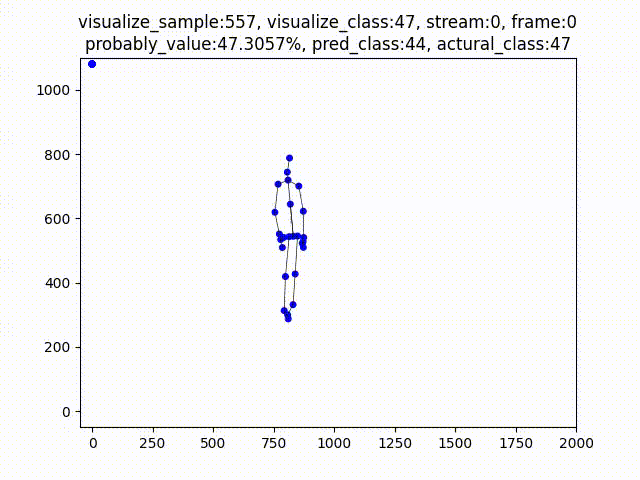 visualize_sample:557, visualize_class:47, stream:0, frame:0
probably_value:47.3057%, pred_class:44, actural_class:47
1000
800
600
400
200
0
0 250 500 750 1000 1250 1500 1750 2000